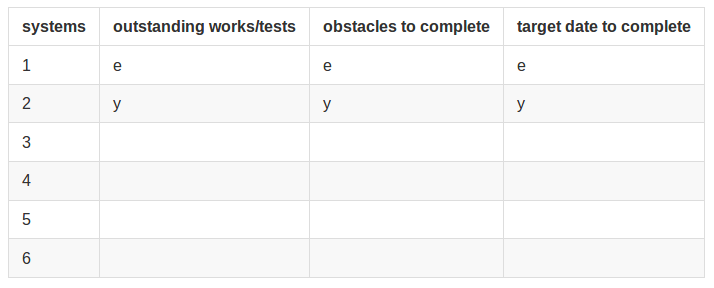 systems outstanding works/tests obstacles to complete target date to complete
1 e e e
2 y y y
3
4
5
6